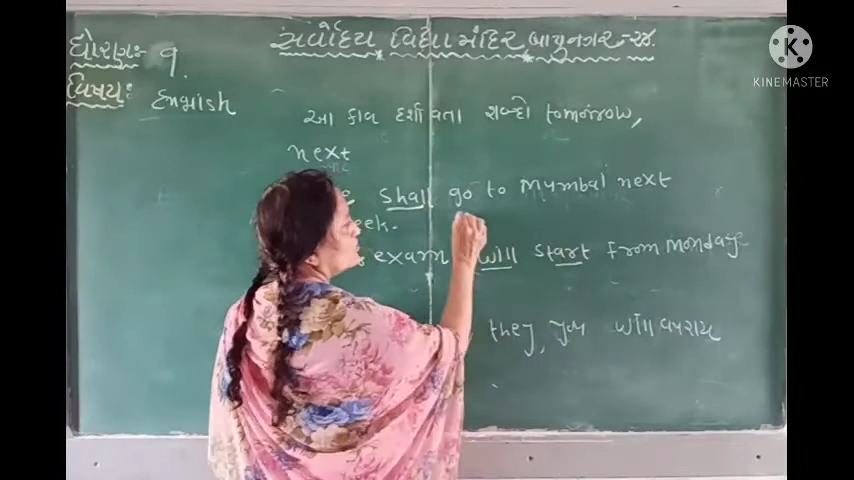 સર્વોદય વિદ્યામંદિર, બાપુનગર-૨૪.
ધોરણઃ- ૧
વિષયઃ English
આ કાળ દર્શાવતા શબ્દો tomorrow,
next
shall go to Mumbai next
eek.
exam will start from monday
they, you will વપરાય
KINEMASTER